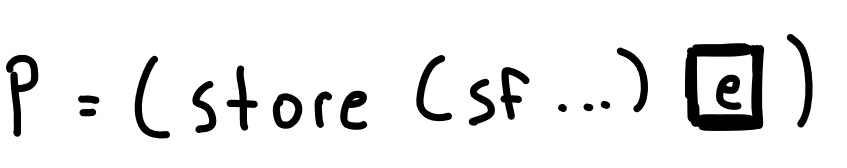 P = (store (sf ...) e)